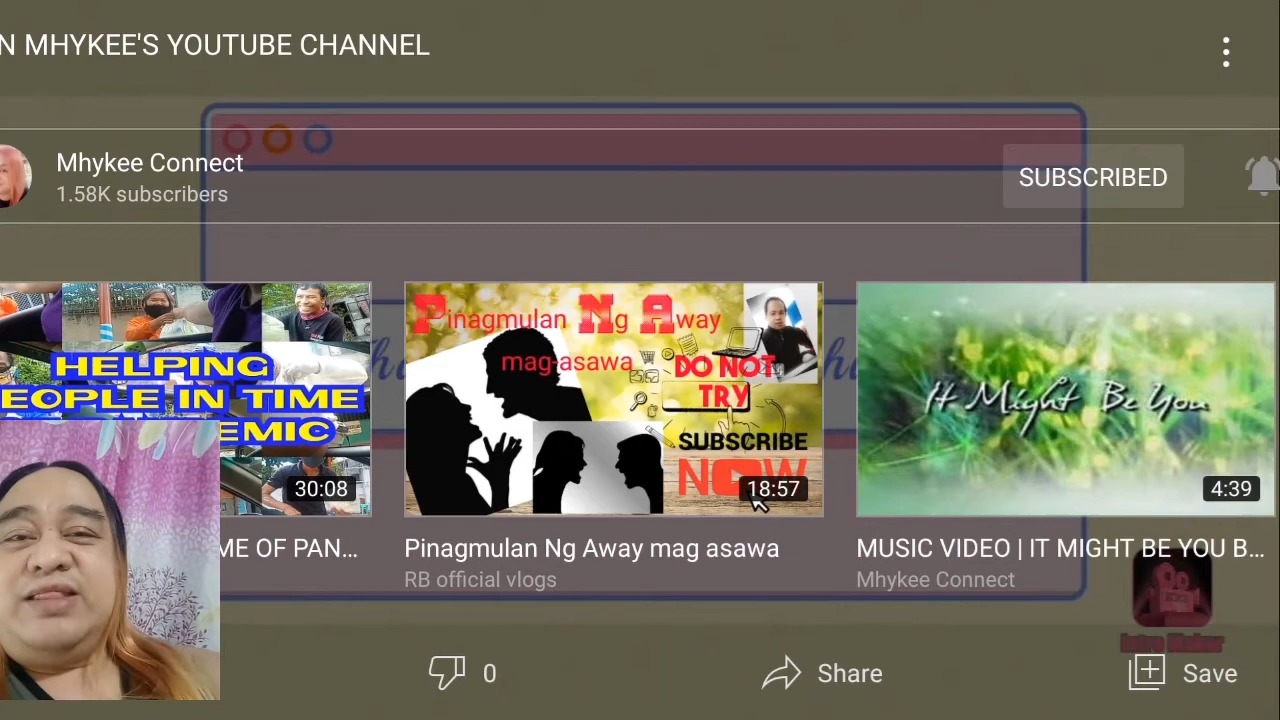 N MHYKEE'S YOUTUBE CHANNEL
Mhykee Connect
1.58K subscribers
SUBSCRIBED
HELPING
EOPLE IN TIME
EMIC
30:08
Pinagmulan Ng Away
mag-asawa
DO NOT
TRY
SUBSCRIBE
NOW
18:57
It Might Be You
4:39
ME OF PAN...
Pinagmulan Ng Away mag asawa
RB official vlogs
MUSIC VIDEO | IT MIGHT BE YOU B...
Mhykee Connect
Intro Maker
0
Share
Save